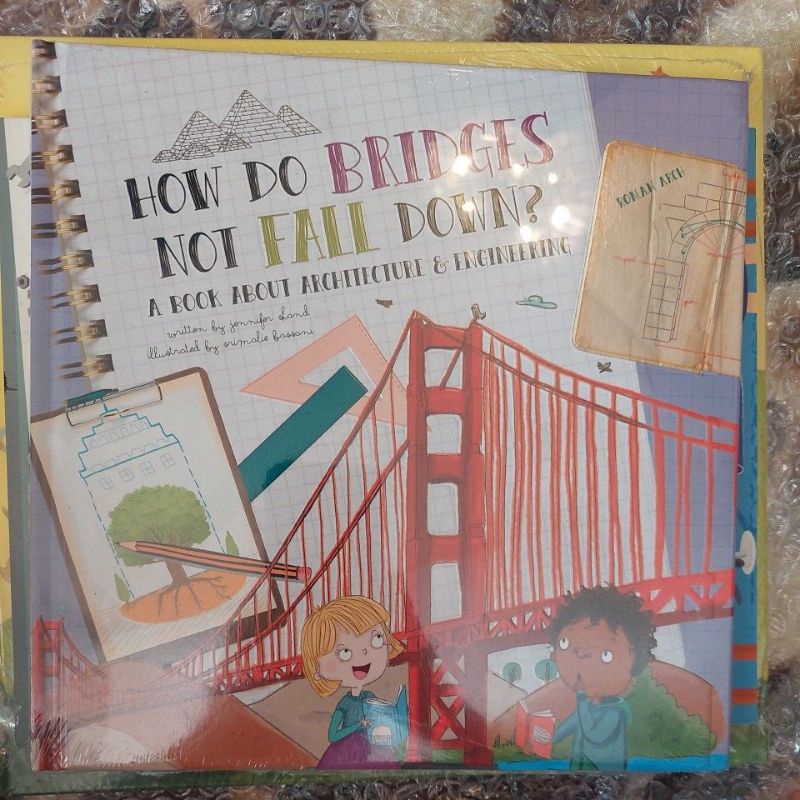 HOW DO BRIDGES
NOT FALL DOWN?
A BOOK ABOUT ARCHITECTURE & ENGINEERING
written by jennifer shand
illustrated by srimalie bassani
ROMAN ARCH